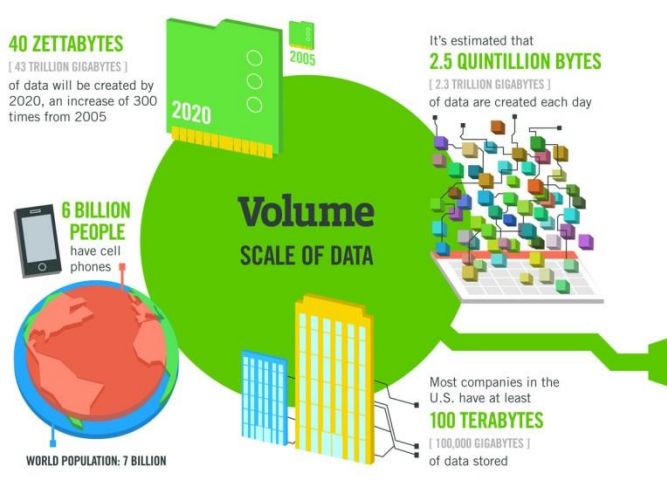 40 ZETTABYTES
[ 43 TRILLION GIGABYTES ]
of data will be created by
2020, an increase of 300
times from 2005
2020
2005
It's estimated that
2.5 QUINTILLION BYTES
[ 2.3 TRILLION GIGABYTES ]
of data are created each day
6 BILLION
PEOPLE
have cell
phones
Volume
SCALE OF DATA
WORLD POPULATION: 7 BILLION
Most companies in the
U.S. have at least
100 TERABYTES
[ 100,000 GIGABYTES ]
of data stored